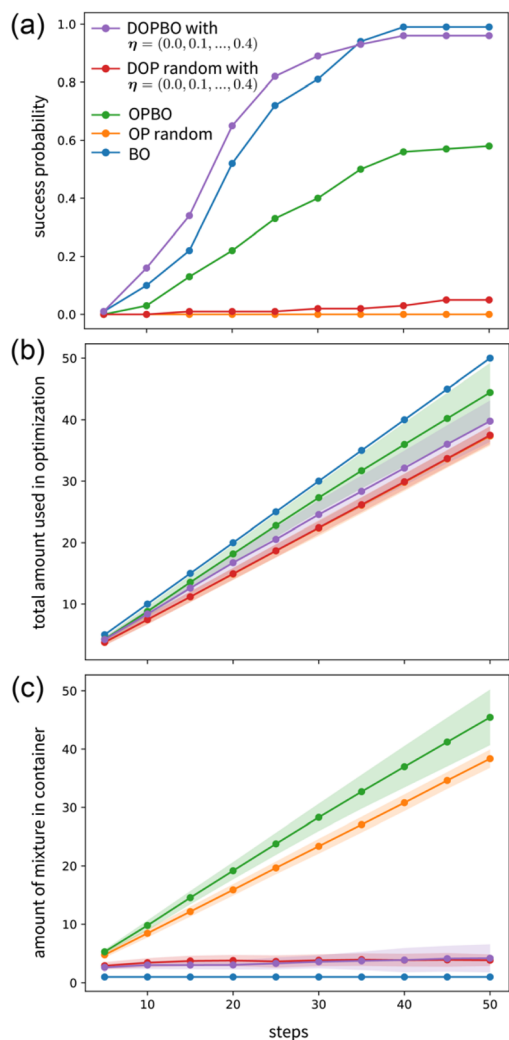 (a)
1.0
0.8
0.6
0.4
0.2
0.0
success probability
DOPBO with
η = (0.0, 0.1, ..., 0.4)
DOP random with
η = (0.0, 0.1, ..., 0.4)
OPBO
OP random
BO
(b)
50
40
30
20
10
total amount used in optimization
(c)
50
40
30
20
10
0
amount of mixture in container
10 20 30 40 50
steps